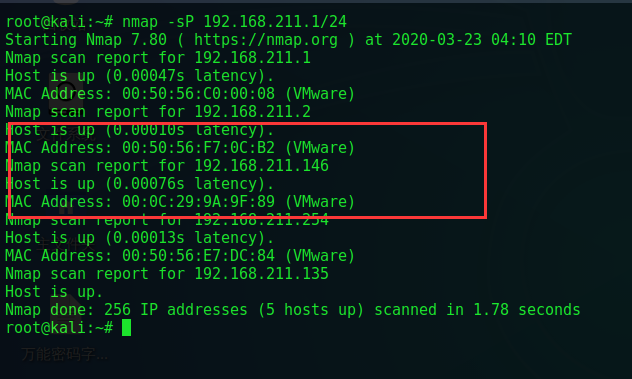 root@kali:~# nmap -sP 192.168.211.1/24
Starting Nmap 7.80 ( https://nmap.org ) at 2020-03-23 04:10 EDT
Nmap scan report for 192.168.211.1
Host is up (0.00047s latency).
MAC Address: 00:50:56:C0:00:08 (VMware)
Nmap scan report for 192.168.211.2
Host is up (0.00010s latency).
MAC Address: 00:50:56:F7:0C:B2 (VMware)
Nmap scan report for 192.168.211.146
Host is up (0.00076s latency).
MAC Address: 00:0C:29:9A:9F:89 (VMware)
Nmap scan report for 192.168.211.254
Host is up (0.00013s latency).
MAC Address: 00:50:56:E7:DC:84 (VMware)
Nmap scan report for 192.168.211.135
Host is up.
Nmap done: 256 IP addresses (5 hosts up) scanned in 1.78 seconds
root@kali:~#
万能密码字...